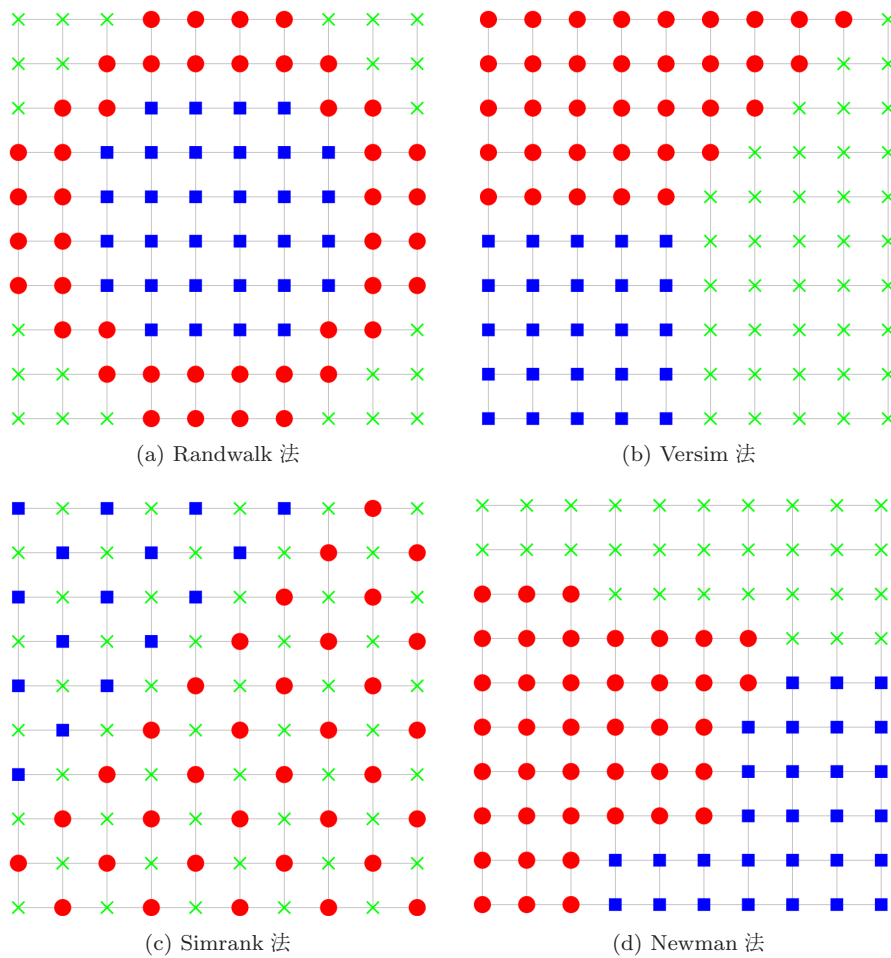 (a) Randwalk 法
(b) Versim 法
(c) Simrank 法
(d) Newman 法